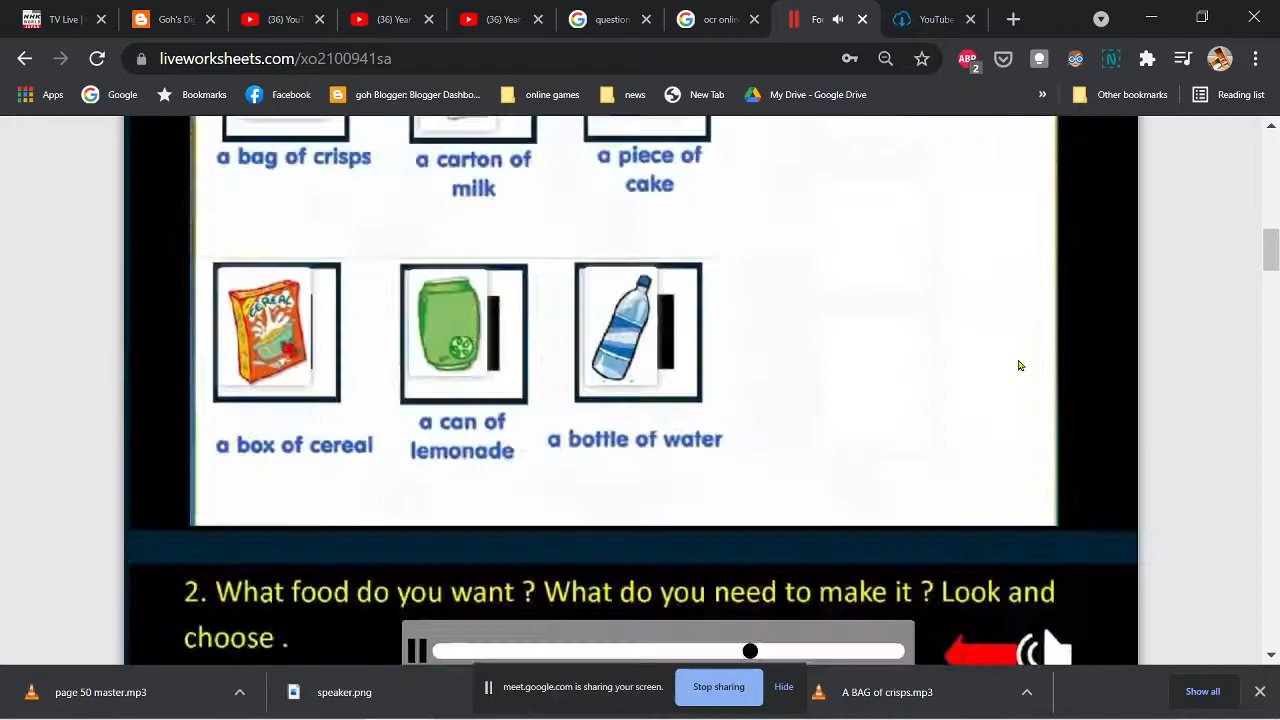 TV Live |
Goh's Dig
(36) YouT
(36) Year
(36) Year
question
ocr o
Fo
YouTube
liveworksheets.com/xo2100941sa
ABP
2
Apps
Google
Bookmarks
Facebook
goh Blogger: Blogger Dashbo...
online games
news
New Tab
My Drive - Google Drive
»
Other bookmarks
Reading list
a bag of crisps
a carton of
milk
a piece of
cake
CEREAL
a box of cereal
a can of
lemonade
a bottle of water
2. What food do you want ? What do you need to make it ? Look and
choose .
page 50 master.mp3
speaker.png
meet.google.com is sharing your screen.
Stop sharing
Hide
A BAG of crisps.mp3
Show all